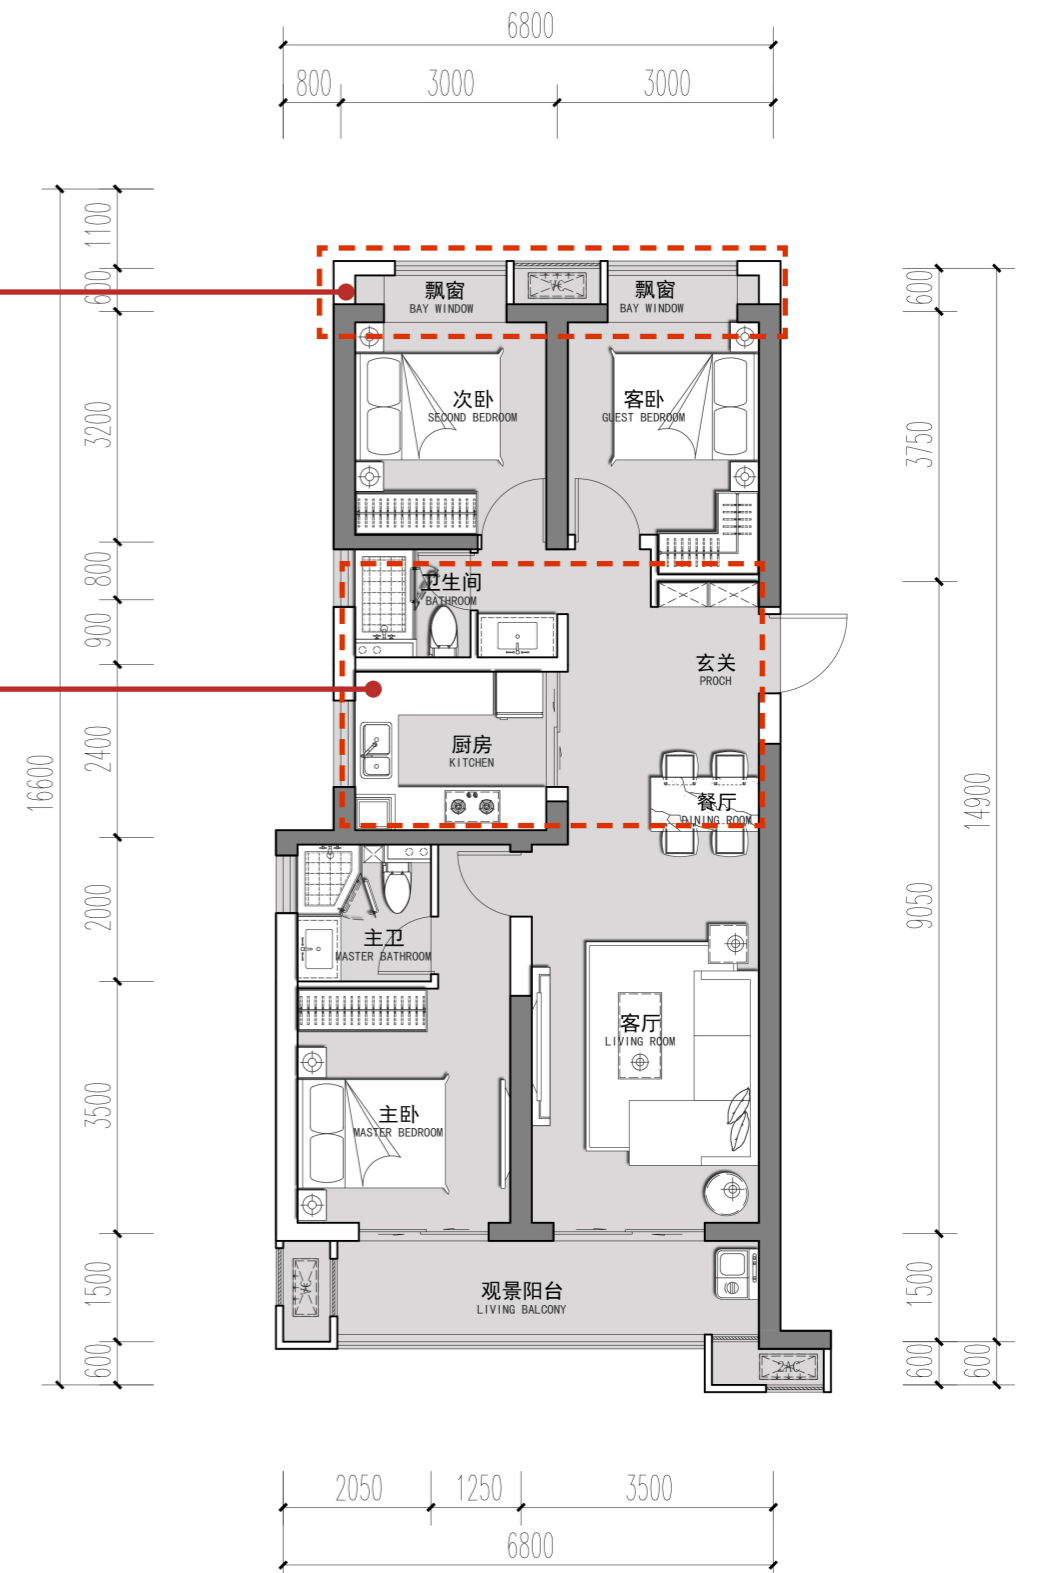 6800
800
3000
3000
1100
600
3200
800
900
2400
2000
3500
1500
600
16600
飘窗
BAY WINDOW
AC
飘窗
BAY WINDOW
次卧
SECOND BEDROOM
客卧
GUEST BEDROOM
卫生间
BATHROOM
玄关
PROCH
厨房
KITCHEN
餐厅
DINING ROOM
主卫
MASTER BATHROOM
客厅
LIVING ROOM
主卧
MASTER BEDROOM
AC
观景阳台
LIVING BALCONY
2AC
600
3750
9050
1500
600
14900
600
2050
1250
3500
6800